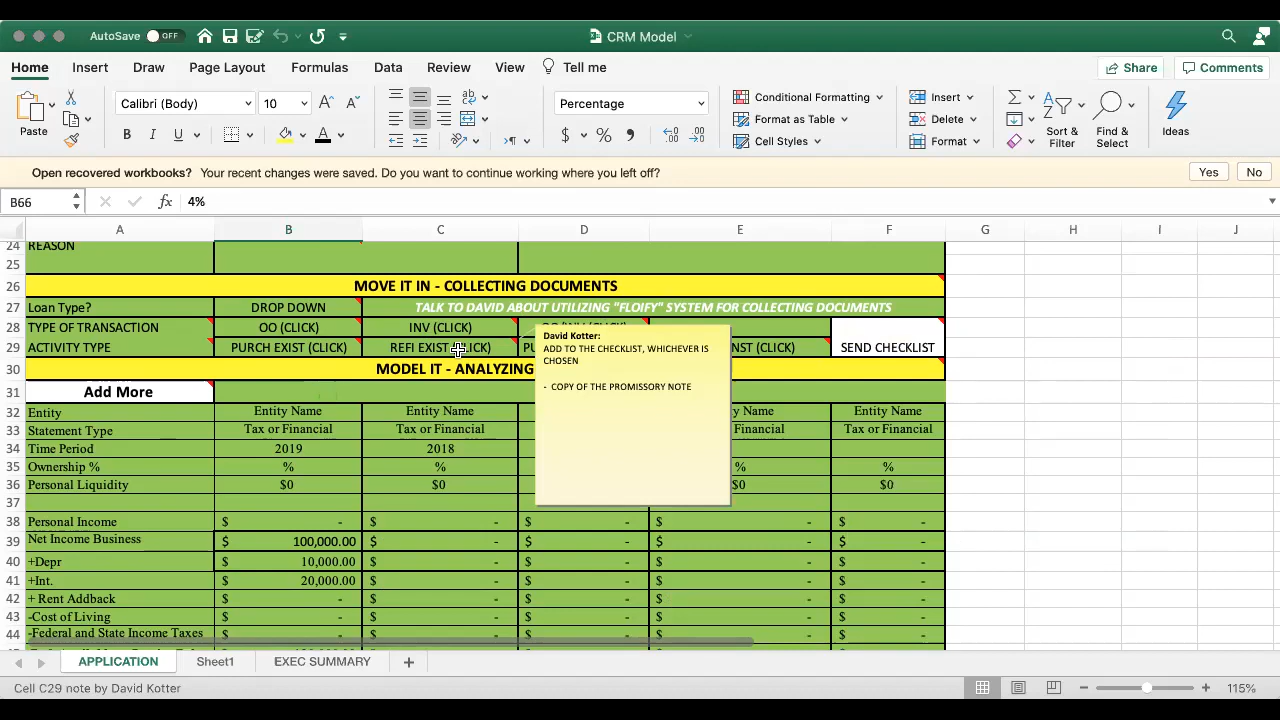 AutoSave OFF CRM Model
Home Insert Draw Page Layout Formulas Data Review View Tell me Share Comments
Paste Calibri (Body) 10 A A ab Percentage Conditional Formatting Insert Σ
B I U A $ % 9 Format as Table Delete Sort & Filter Find & Select Ideas
Cell Styles Format
Open recovered workbooks? Your recent changes were saved. Do you want to continue working where you left off? Yes No
B66 fx 4%
A B C D E F G H I J
24 REASON
25
26 MOVE IT IN - COLLECTING DOCUMENTS
27 Loan Type? DROP DOWN TALK TO DAVID ABOUT UTILIZING "FLOIFY" SYSTEM FOR COLLECTING DOCUMENTS
28 TYPE OF TRANSACTION OO (CLICK) INV (CLICK)
29 ACTIVITY TYPE PURCH EXIST (CLICK) REFI EXIST CLICK) PU NST (CLICK) SEND CHECKLIST
30 MODEL IT - ANALYZING
31 Add More
32 Entity Entity Name Entity Name y Name Entity Name
33 Statement Type Tax or Financial Tax or Financial Financial Tax or Financial
34 Time Period 2019 2018
35 Ownership % % % % %
36 Personal Liquidity $0 $0 $0 $0
37
38 Personal Income $ - $ - $ - $ - $ -
39 Net Income Business $ 100,000.00 $ - $ - $ - $ -
40 +Depr 10,000.00 $ - $ - $ - $ -
41 +Int. 20,000.00 $ - $ - $ - $ -
42 + Rent Addback $ - $ - $ - $ - $ -
43 -Cost of Living $ - $ - $ - $ - $ -
44 -Federal and State Income Taxes $ - $ - $ - $ - $ -
David Kotter:
ADD TO THE CHECKLIST, WHICHEVER IS
CHOSEN
- COPY OF THE PROMISSORY NOTE
APPLICATION Sheet1 EXEC SUMMARY +
Cell C29 note by David Kotter 115%